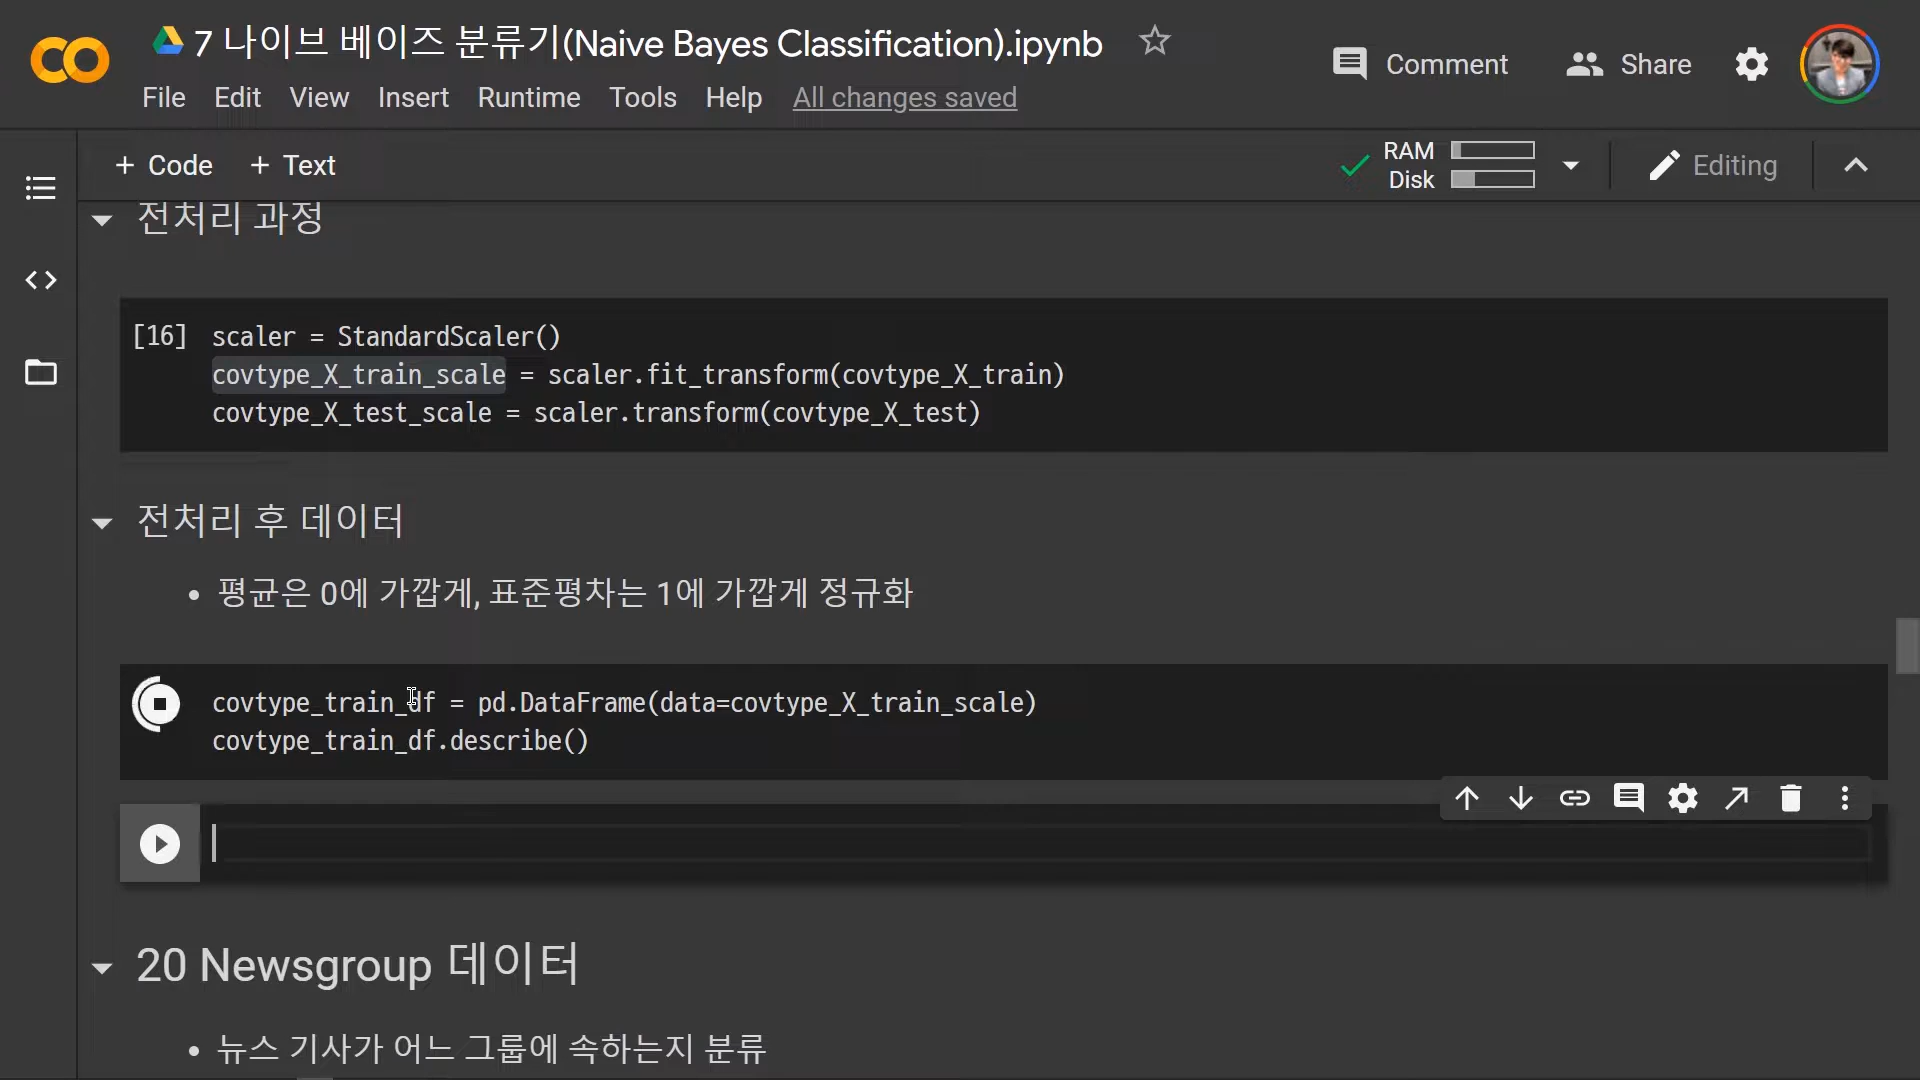 7 나이브 베이즈 분류기(Naive Bayes Classification).ipynb
Comment
Share
File Edit View Insert Runtime Tools Help All changes saved
+ Code + Text
RAM
Disk
Editing
전처리 과정
[16] scaler = StandardScaler()
covtype_X_train_scale = scaler.fit_transform(covtype_X_train)
covtype_X_test_scale = scaler.transform(covtype_X_test)
전처리 후 데이터
• 평균은 0에 가깝게, 표준평차는 1에 가깝게 정규화
covtype_train_df = pd.DataFrame(data=covtype_X_train_scale)
covtype_train_df.describe()
20 Newsgroup 데이터
• 뉴스 기사가 어느 그룹에 속하는지 분류